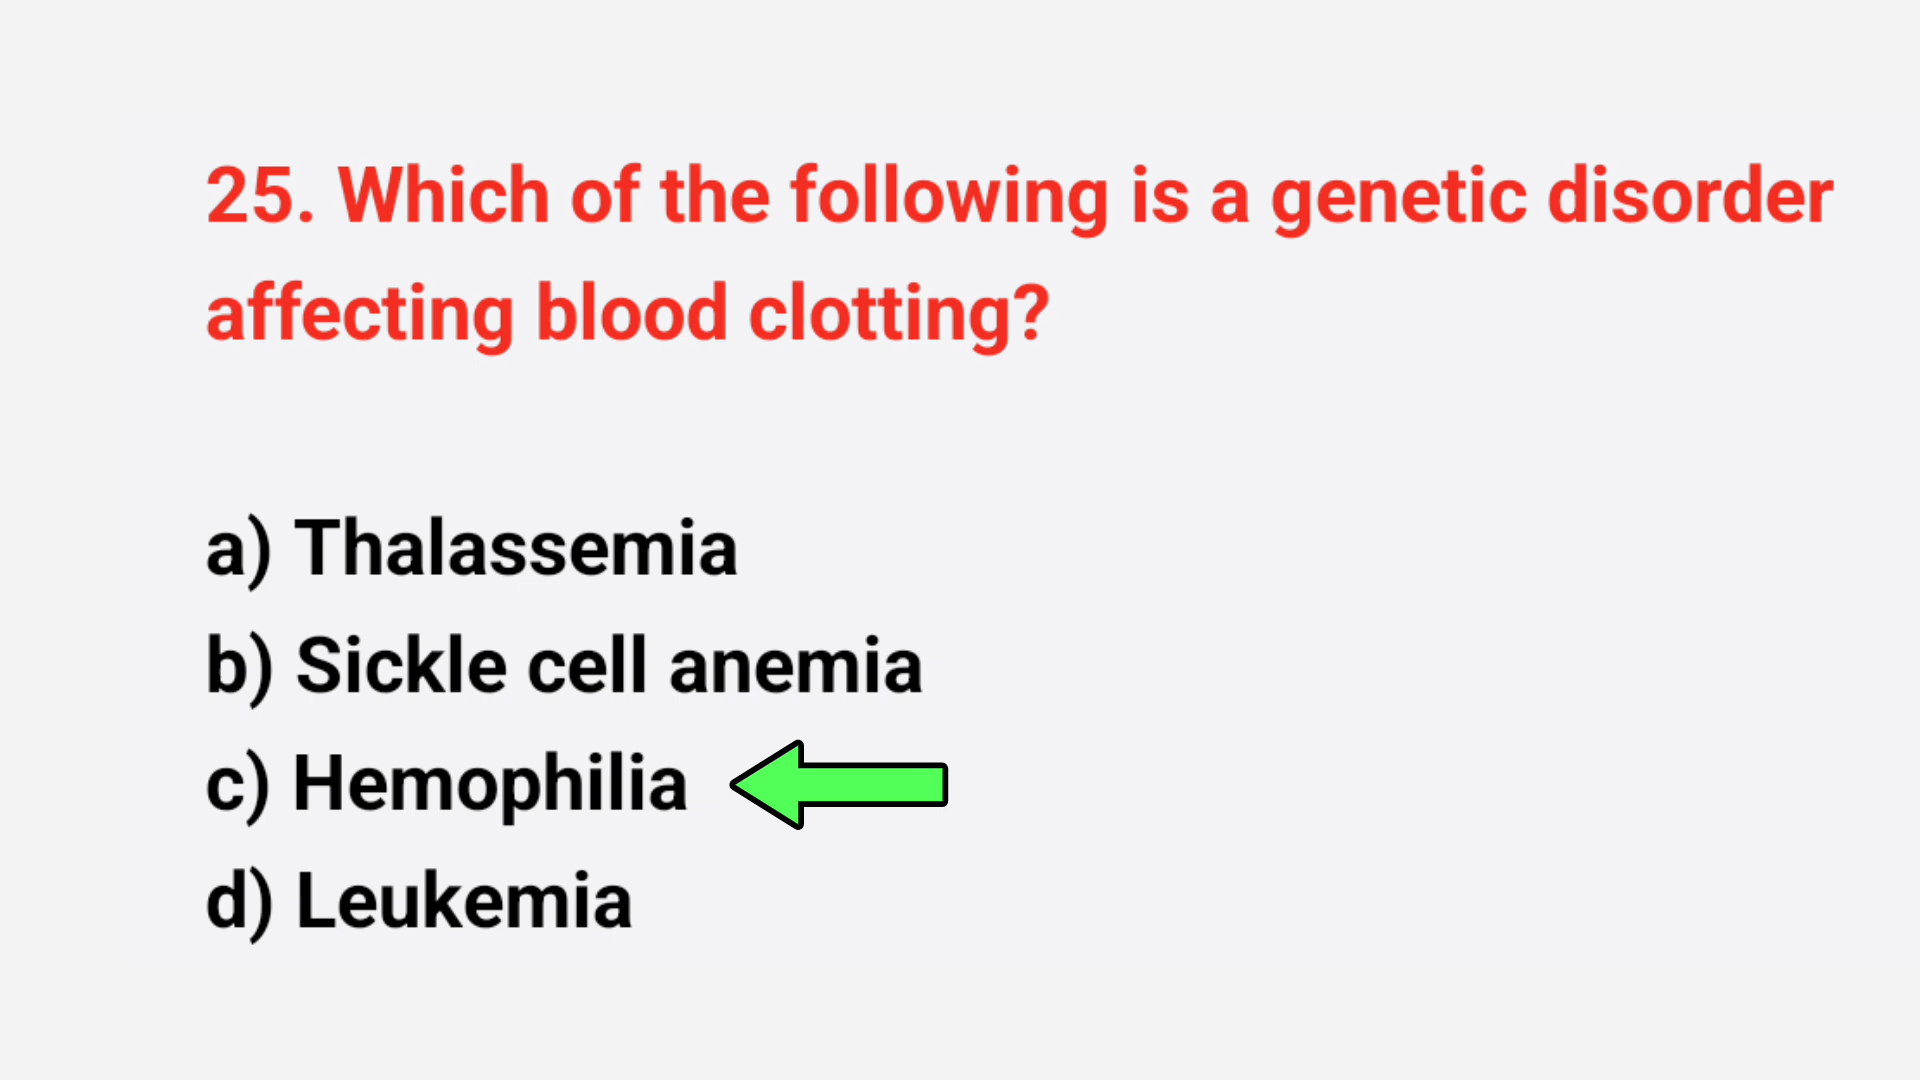 25. Which of the following is a genetic disorder
affecting blood clotting?
a) Thalassemia
b) Sickle cell anemia
c) Hemophilia
d) Leukemia